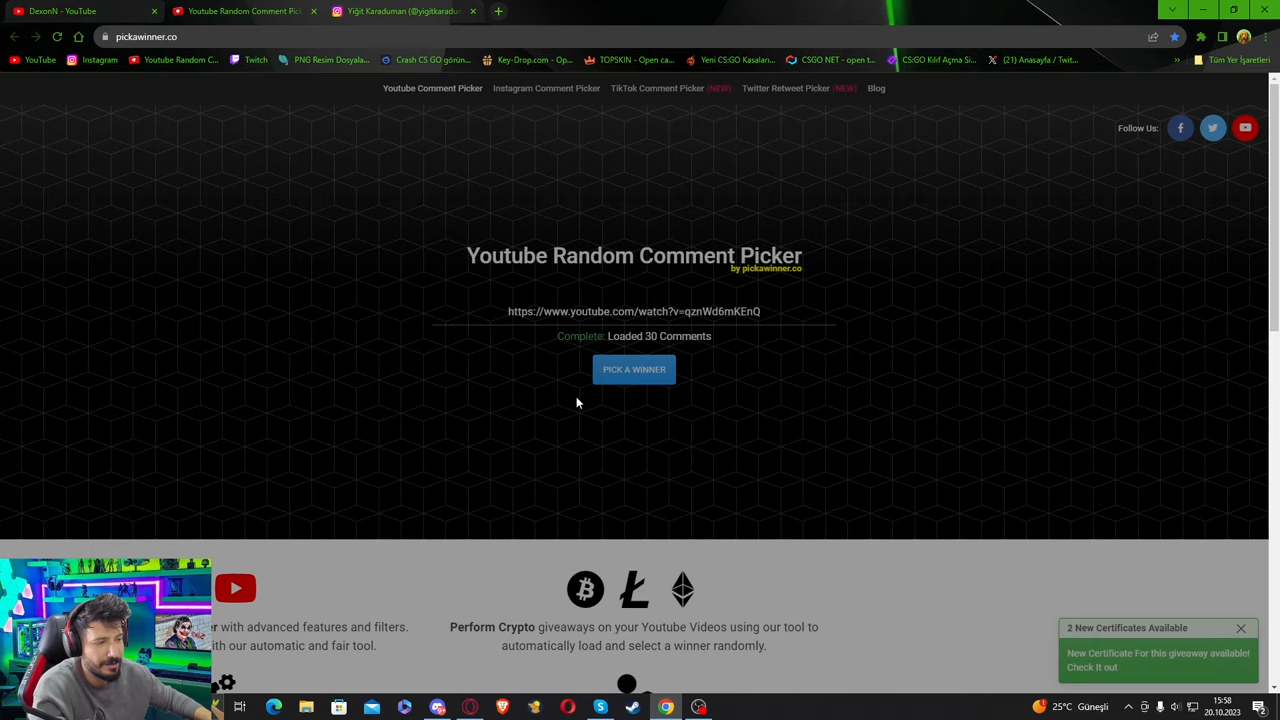 DexonN - YouTube
Youtube Random Comment Pick
Yiğit Karaduman (@yigitkaradum
pickawinner.co
YouTube
Instagram
Youtube Random C...
Twitch
PNG Resim Dosyala...
Crash CS GO görün...
Key-Drop.com - Op...
TOPSKIN - Open ca...
Yeni CS:GO Kasaları...
CSGO NET - open t...
CS:GO Kılıf Açma Si...
(21) Anasayfa / Twit...
»
Tüm Yer İşaretleri
Youtube Comment Picker
Instagram Comment Picker
TikTok Comment Picker (NEW)
Twitter Retweet Picker (NEW)
Blog
Follow Us:
Youtube Random Comment Picker
by pickawinner.co
https://www.youtube.com/watch?v=qznWd6mKEnQ
Complete: Loaded 30 Comments
PICK A WINNER
with advanced features and filters.
our automatic and fair tool.
Perform Crypto giveaways on your Youtube Videos using our tool to
automatically load and select a winner randomly.
2 New Certificates Available
New Certificate For this giveaway available!
Check It out
25°C Güneşli
15:58
20.10.2023